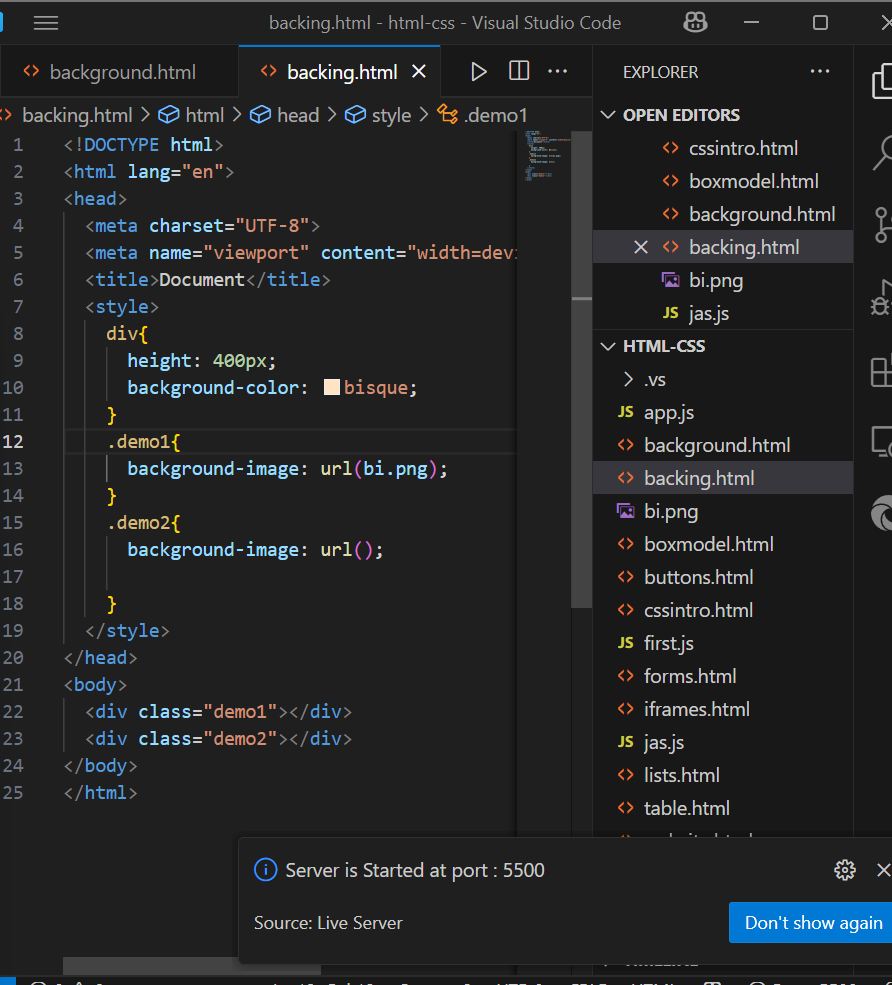 backing.html - html-css - Visual Studio Code
background.html
backing.html
backing.html > html > head > style > .demo1
1 <!DOCTYPE html>
2 <html lang="en">
3 <head>
4 <meta charset="UTF-8">
5 <meta name="viewport" content="width=dev
6 <title>Document</title>
7 <style>
8 div{
9 height: 400px;
10 background-color: bisque;
11 }
12 .demo1{
13 background-image: url(bi.png);
14 }
15 .demo2{
16 background-image: url();
17
18 }
19 </style>
20 </head>
21 <body>
22 <div class="demo1"></div>
23 <div class="demo2"></div>
24 </body>
25 </html>
EXPLORER
OPEN EDITORS
cssintro.html
boxmodel.html
background.html
backing.html
bi.png
JS jas.js
HTML-CSS
.vs
JS app.js
background.html
backing.html
bi.png
boxmodel.html
buttons.html
cssintro.html
JS first.js
forms.html
iframes.html
JS jas.js
lists.html
table.html
Server is Started at port : 5500
Source: Live Server
Don't show again